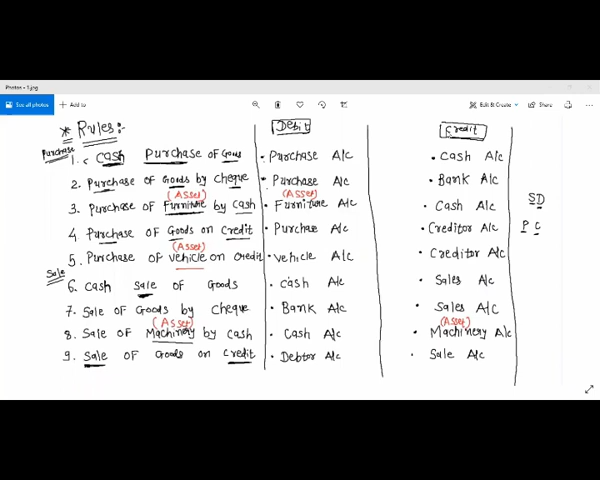 Photos - 1.jpg
See all photos + Add to Edit & Create Share
* Rules:- Debit Credit
Purchase
1. Cash Purchase of Goods • Purchase A/c • Cash A/c
2. Purchase of Goods by cheque • Purchase A/c • Bank A/c
(Asset) (Asset) SD
3. Purchase of Furniture by Cash • Furniture A/c • Cash A/c
4 Purchase of Goods on Credit • Purchase A/c • Creditor A/c P C
(Asset)
5. Purchase of Vehicle on Credit • Vehicle A/c • Creditor A/c
Sale
6. Cash Sale of Goods • Cash A/c • Sales A/c
7. Sale of Goods by Cheque • Bank A/c • Sales A/c
(Asset) (Asset)
8. Sale of Machinery by Cash • Cash A/c • Machinery A/c
9. Sale of Goods on Credit • Debtor A/c • Sale A/c